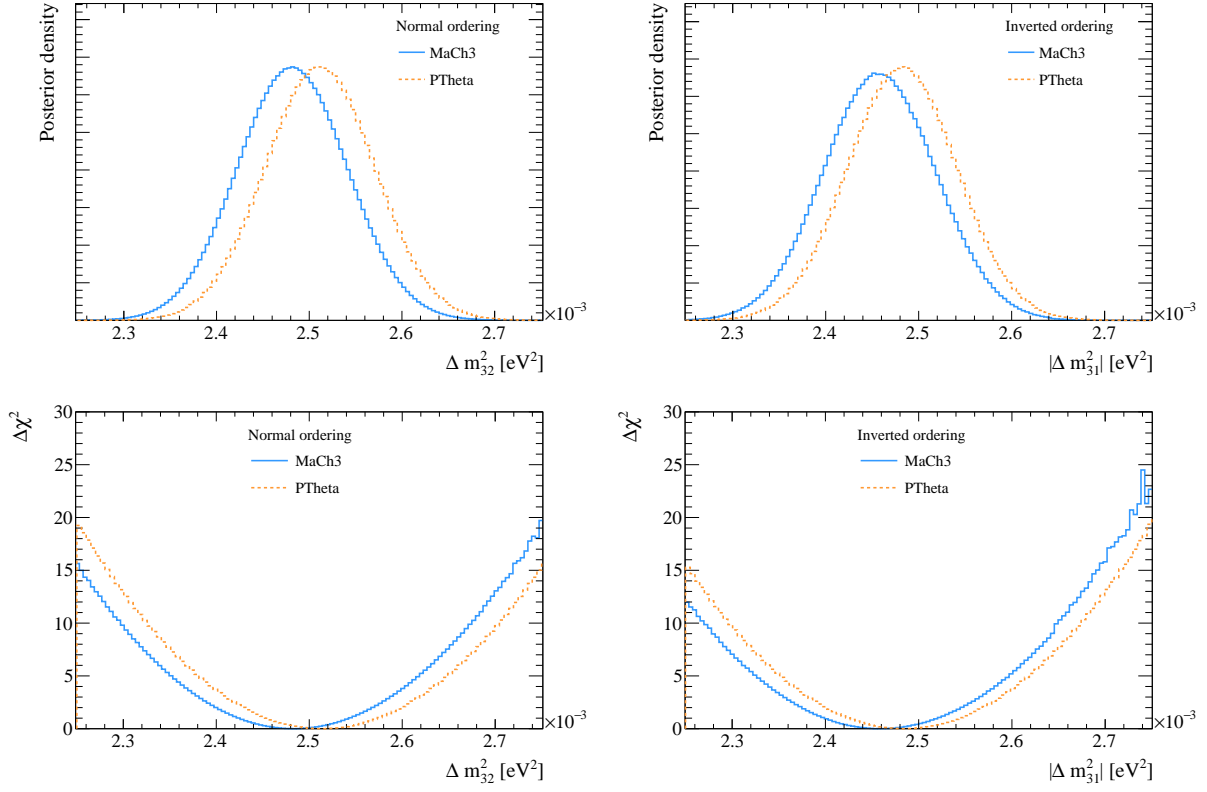 Posterior density
Normal ordering
MaCh3
PTheta
2.3 2.4 2.5 2.6 2.7
×10⁻³
Δ m²₃₂ [eV²]
Posterior density
Inverted ordering
MaCh3
PTheta
2.3 2.4 2.5 2.6 2.7
×10⁻³
|Δ m²₃₁| [eV²]
Δχ²
30
25
20
15
10
5
0
Normal ordering
MaCh3
PTheta
2.3 2.4 2.5 2.6 2.7
×10⁻³
Δ m²₃₂ [eV²]
Δχ²
30
25
20
15
10
5
0
Inverted ordering
MaCh3
PTheta
2.3 2.4 2.5 2.6 2.7
×10⁻³
|Δ m²₃₁| [eV²]